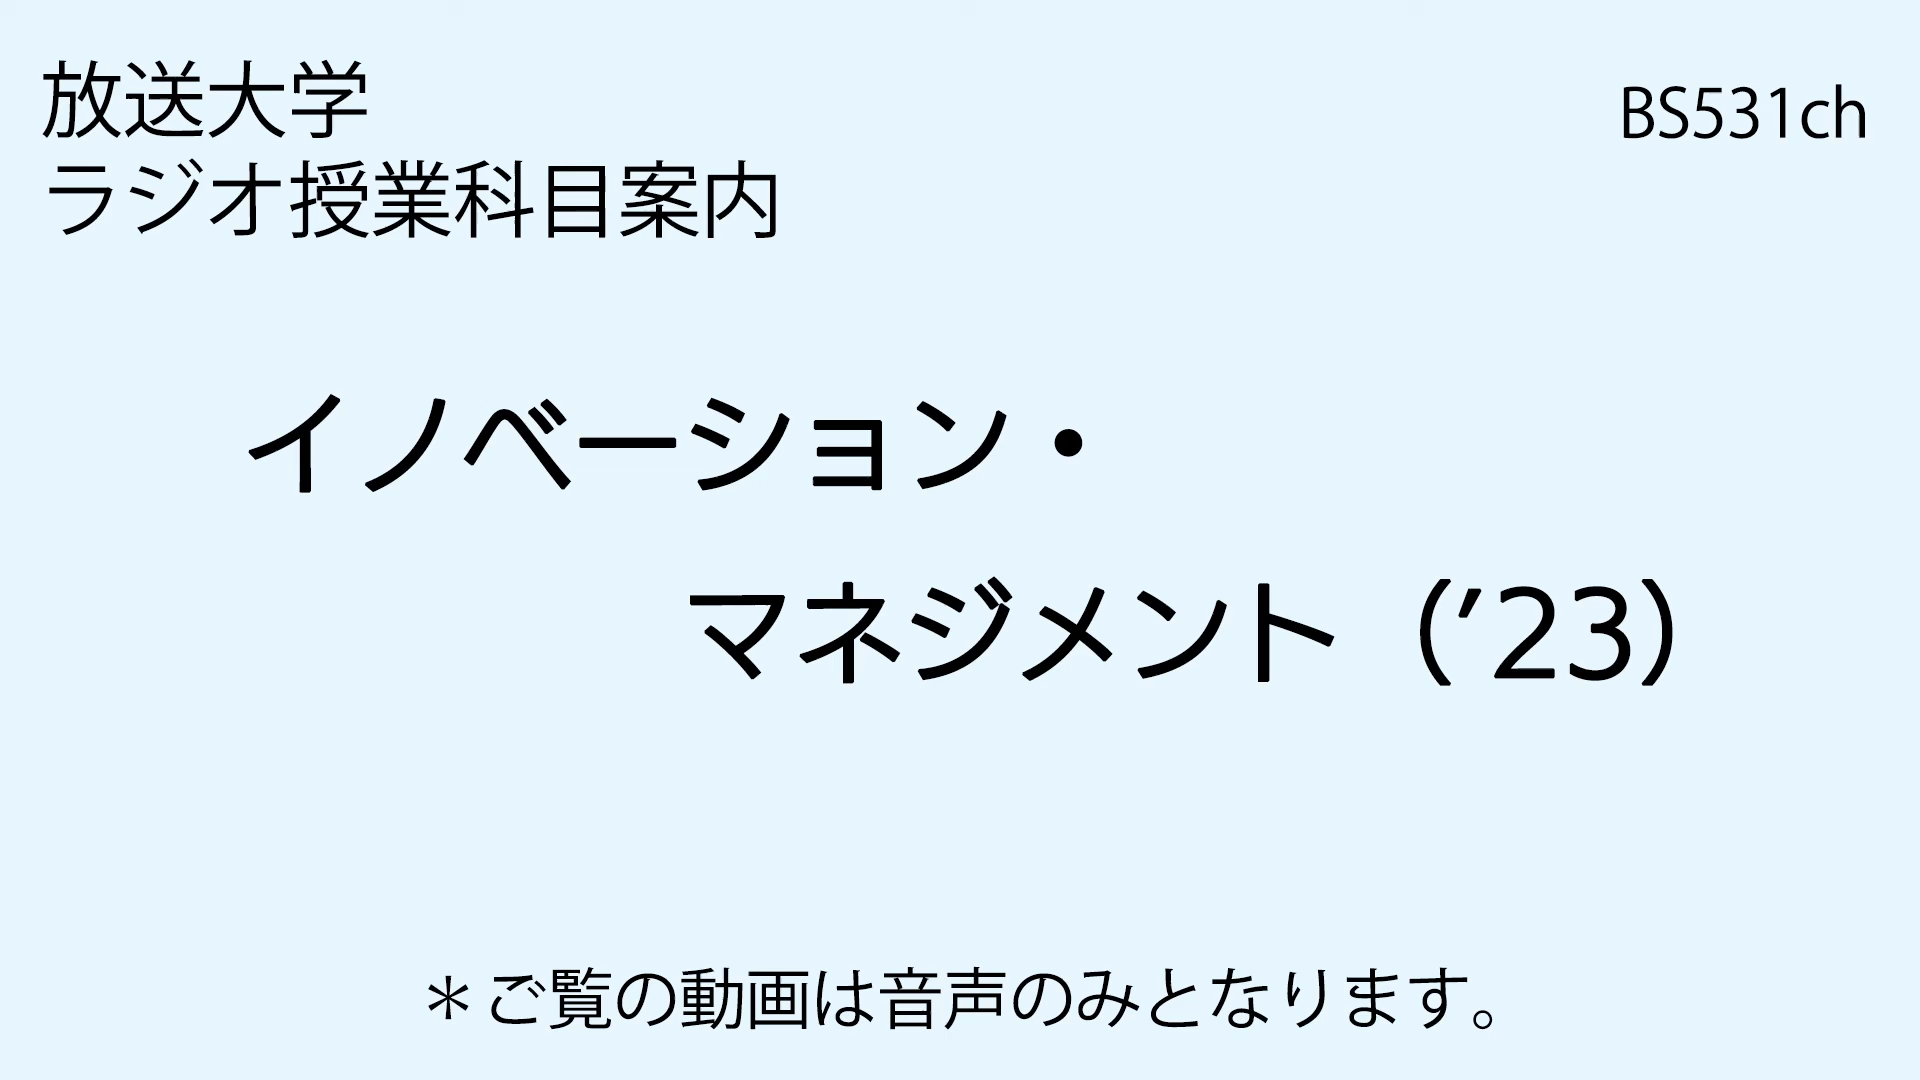 放送大学
BS531ch
ラジオ授業科目案内
イノベーション・
マネジメント（’23）
＊ご覧の動画は音声のみとなります。